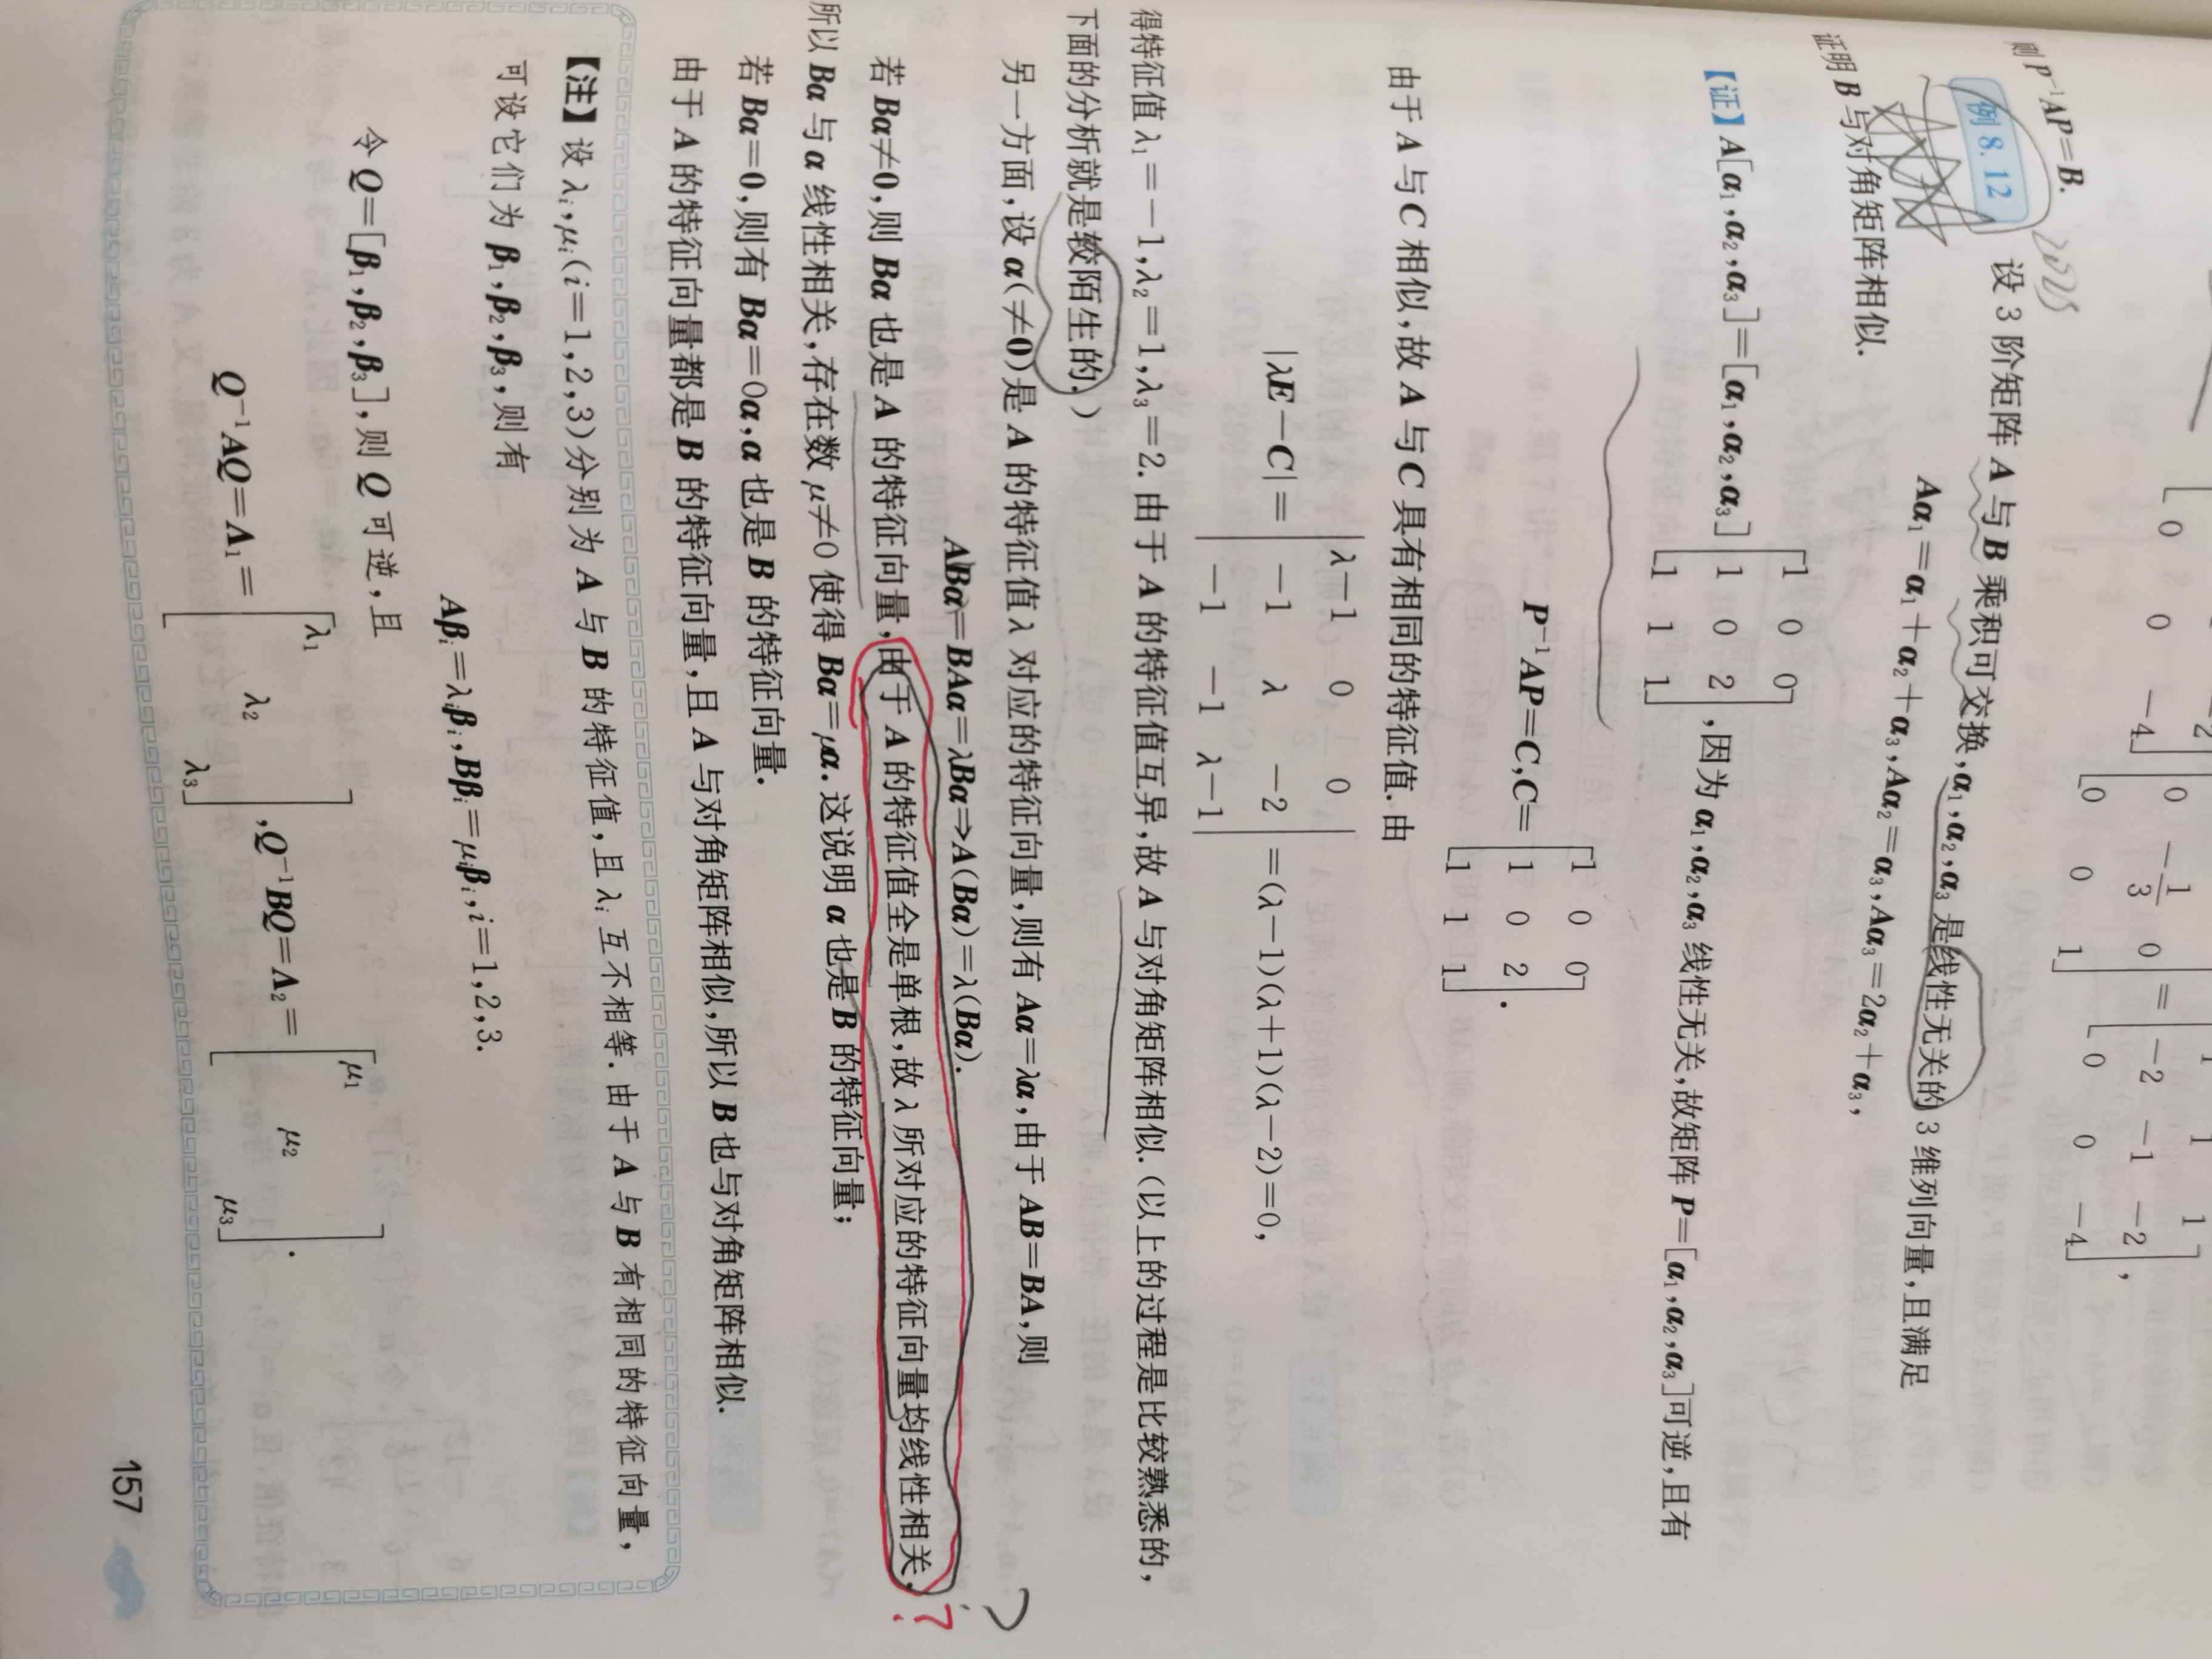 则 P⁻¹AP=B.
例 8.12 设 3 阶矩阵 A 与 B 乘积可交换,α₁,α₂,α₃ 是线性无关的 3 维列向量,且满足
Aα₁=α₁+α₂+α₃,Aα₂=α₃,Aα₃=2α₂+α₃,
证明 B 与对角矩阵相似.
【证】A[α₁,α₂,α₃]=[α₁,α₂,α₃][1 0 0
1 0 2
1 1 1],因为 α₁,α₂,α₃ 线性无关,故矩阵 P=[α₁,α₂,α₃]可逆,且有
P⁻¹AP=C,C=[1 0 0
1 0 2
1 1 1].
由于 A 与 C 相似,故 A 与 C 具有相同的特征值.由
|λE-C|=|λ-1 0 0
-1 λ -2
-1 -1 λ-1|=(λ-1)(λ+1)(λ-2)=0,
得特征值 λ₁=-1,λ₂=1,λ₃=2.由于 A 的特征值互异,故 A 与对角矩阵相似.(以上的过程是比较熟悉的,
下面的分析就是较陌生的.)
另一方面,设 α(≠0)是 A 的特征值 λ 对应的特征向量,则有 Aα=λα,由于 AB=BA,则
ABα=BAα=λBα⇒A(Bα)=λ(Bα).
若 Bα≠0,则 Bα 也是 A 的特征向量,由于 A 的特征值全是单根,故 λ 所对应的特征向量均线性相关, ?
所以 Bα 与 α 线性相关,存在数 μ≠0 使得 Bα=μα.这说明 α 也是 B 的特征向量;
若 Bα=0,则有 Bα=0α,α 也是 B 的特征向量.
由于 A 的特征向量都是 B 的特征向量,且 A 与对角矩阵相似,所以 B 也与对角矩阵相似.
【注】设 λᵢ,μᵢ(i=1,2,3)分别为 A 与 B 的特征值,且 λᵢ 互不相等.由于 A 与 B 有相同的特征向量,
可设它们为 β₁,β₂,β₃,则有
Aβᵢ=λᵢβᵢ,Bβᵢ=μᵢβᵢ,i=1,2,3.
令 Q=[β₁,β₂,β₃],则 Q 可逆,且
Q⁻¹AQ=Λ₁=[λ₁
λ₂
λ₃],Q⁻¹BQ=Λ₂=[μ₁
μ₂
μ₃].
157